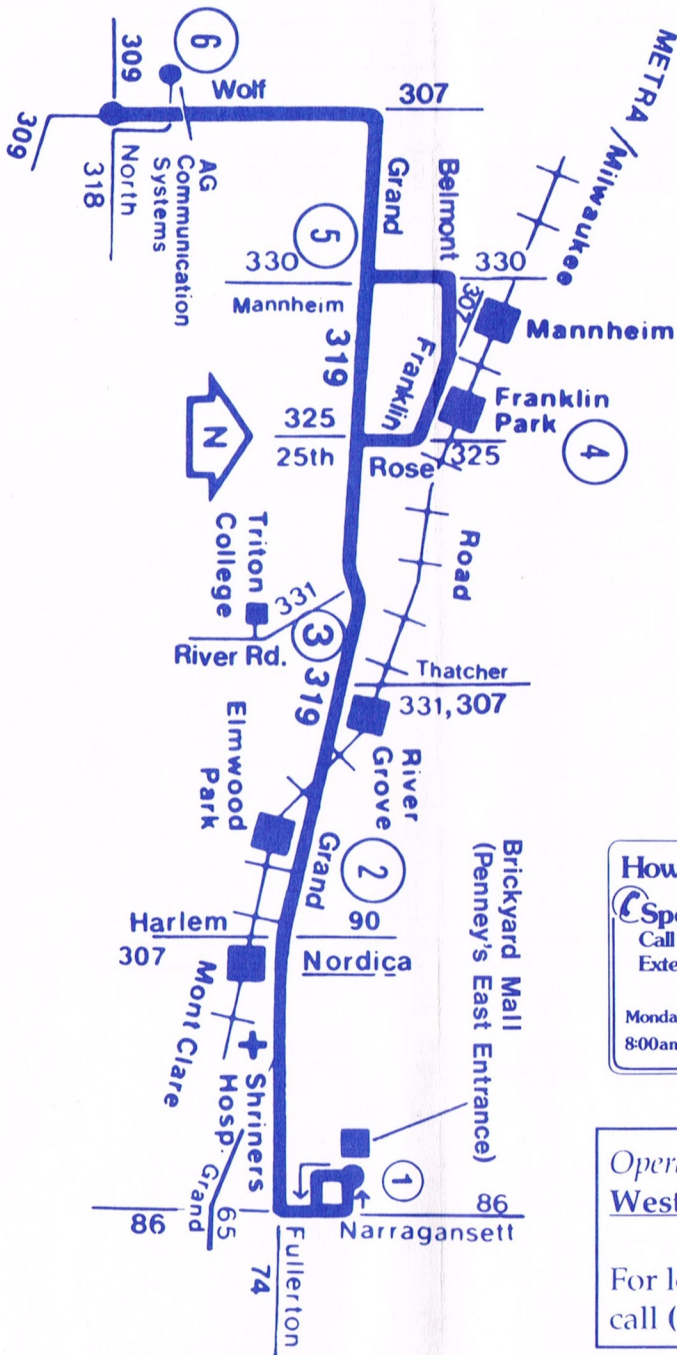 METRA/Milwaukee
6
309
Wolf
307
309
North
318
AG
Communication
Systems
Grand
Belmont
5
330
Mannheim
330
307
Mannheim
319
Franklin
Franklin
Park
4
N
325
25th
Rose
325
Road
Triton
College
331
3
River Rd.
319
Thatcher
331,307
River
Grove
Elmwood
Park
Grand
2
Harlem
307
90
Nordica
Mont Clare
Brickyard Mall
(Penney's East Entrance)
Shriners
Hosp.
Grand
65
86
1
86
Narragansett
Fullerton
74
How
Call
8:00am
West
For
call (